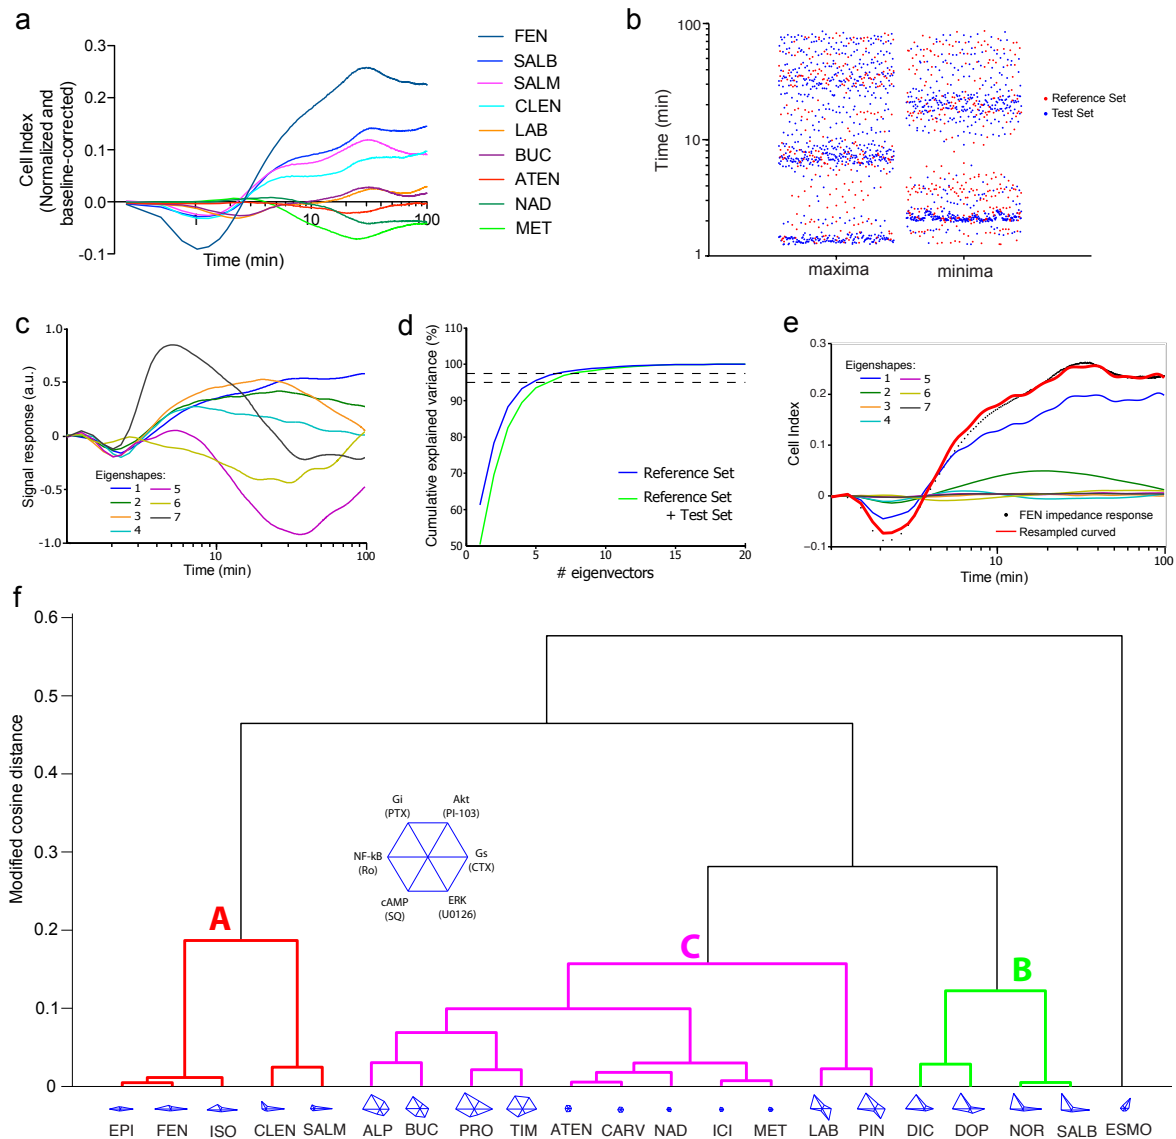 a
Cell Index
(Normalized and
baseline-corrected)
0.3
0.2
0.1
0.0
-0.1
10
100
Time (min)
FEN
SALB
SALM
CLEN
LAB
BUC
ATEN
NAD
MET
b
Time (min)
100
10
1
maxima
minima
Reference Set
Test Set
c
Signal response (a.u.)
1.0
0.5
0
-0.5
-1.0
Eigenshapes:
1
2
3
4
5
6
7
10
100
Time (min)
d
Cumulative explained variance (%)
110
100
90
80
70
60
50
Reference Set
Reference Set
+ Test Set
0
5
10
15
20
# eigenvectors
e
Cell Index
0.3
0.2
0.1
0
−0.1
Eigenshapes:
1
2
3
4
5
6
7
FEN impedance response
Resampled curved
10
100
Time (min)
f
Modified cosine distance
0.6
0.5
0.4
0.3
0.2
0.1
0
Gi
(PTX)
Akt
(PI-103)
NF-kB
(Ro)
Gs
(CTX)
cAMP
(SQ)
ERK
(U0126)
A
C
B
EPI FEN ISO CLEN SALM ALP BUC PRO TIM ATEN CARV NAD ICI MET LAB PIN DIC DOP NOR SALB ESMO